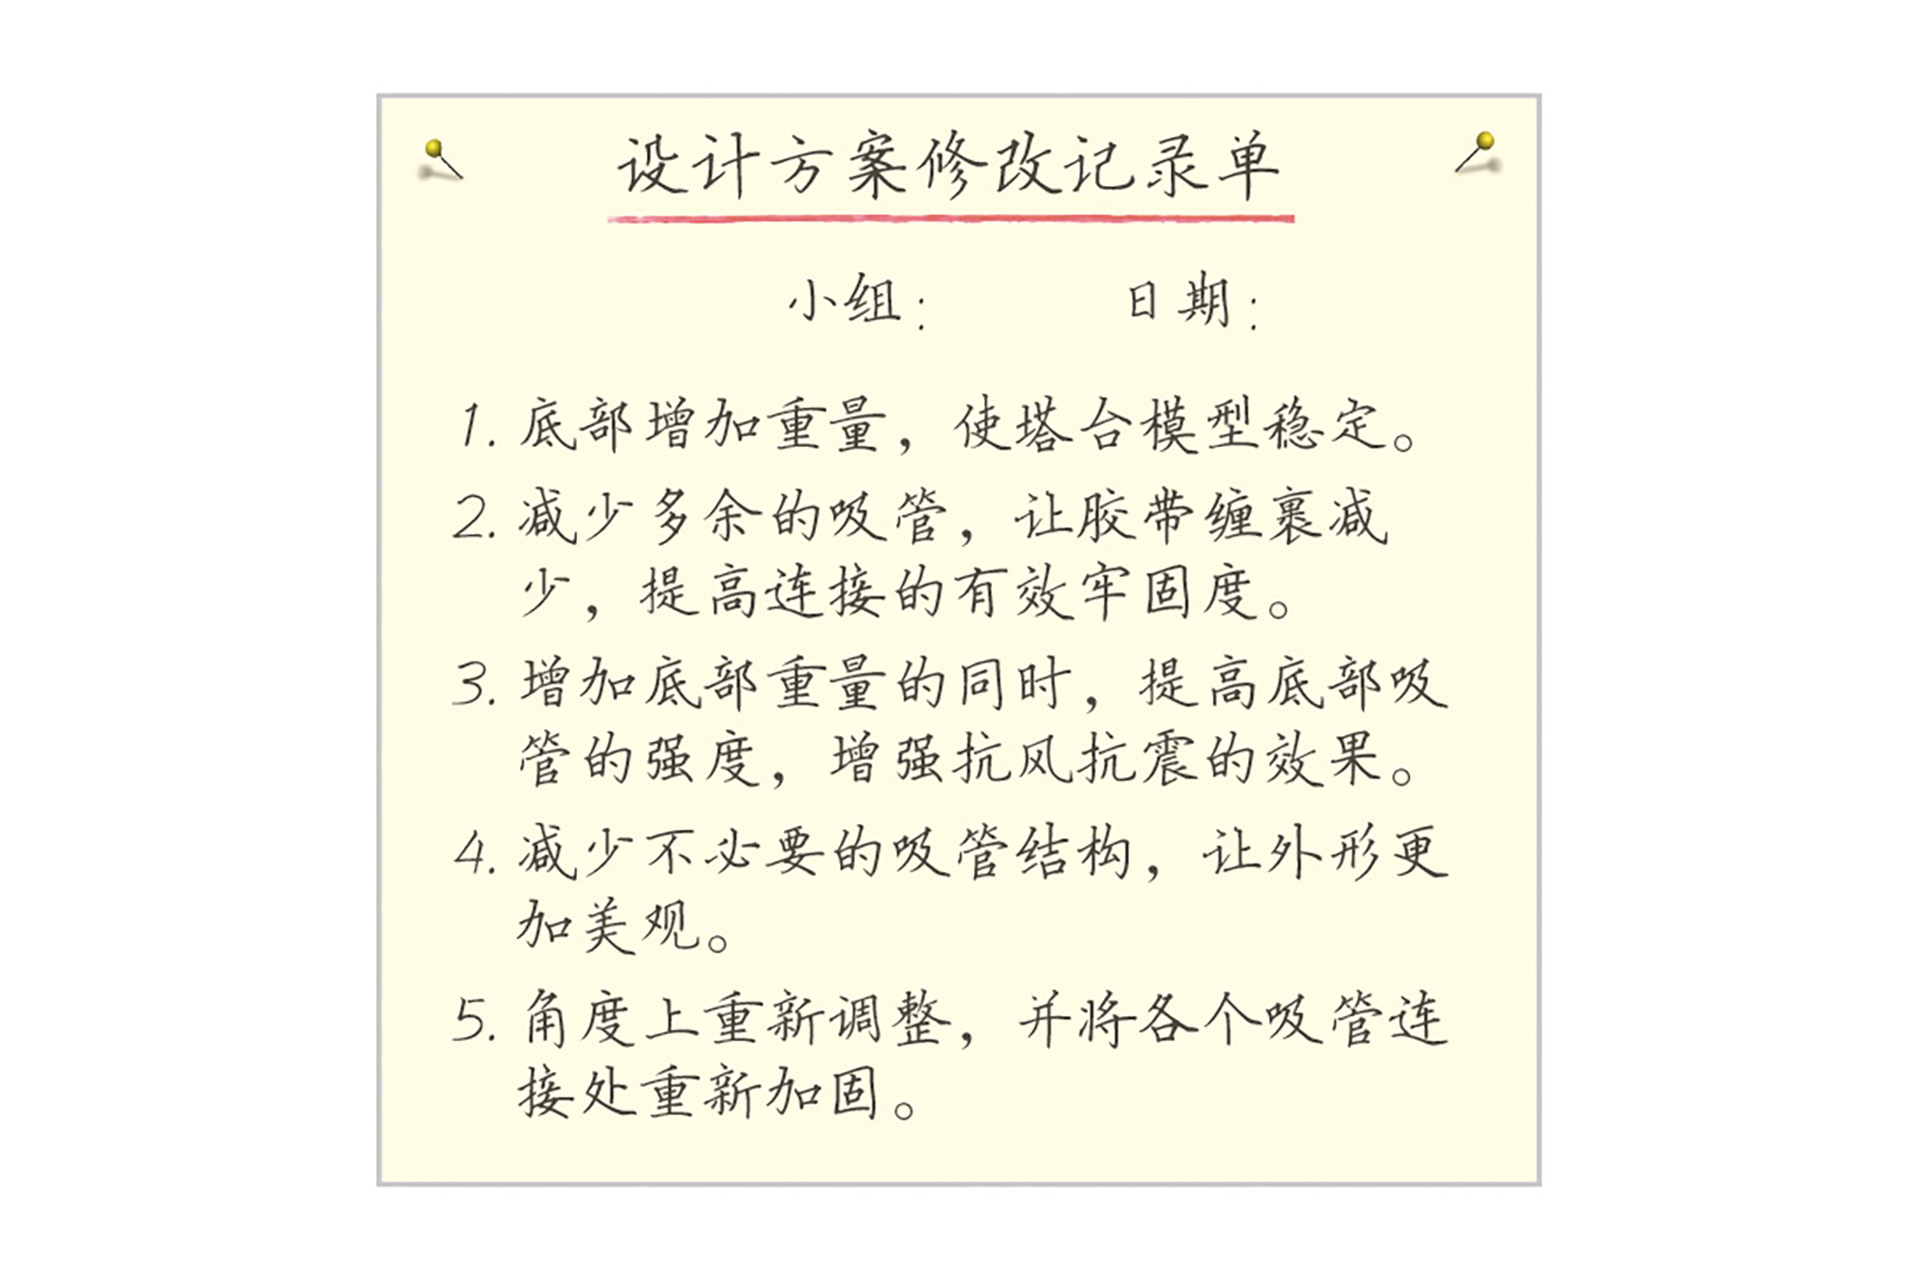 设计方案修改记录单
小组： 日期：
1. 底部增加重量，使塔台模型稳定。
2. 减少多余的吸管，让胶带缠裹减
少，提高连接的有效牢固度。
3. 增加底部重量的同时，提高底部吸
管的强度，增强抗风抗震的效果。
4. 减少不必要的吸管结构，让外形更
加美观。
5. 角度上重新调整，并将各个吸管连
接处重新加固。